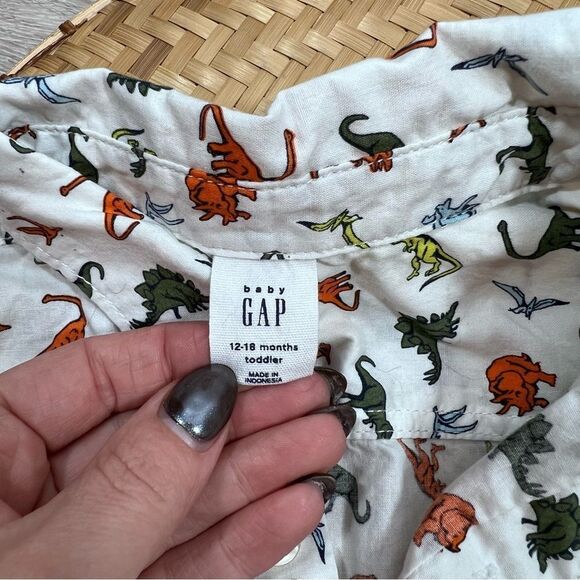 baby
GAP
12-18 months
toddler
MADE IN
INDONESIA